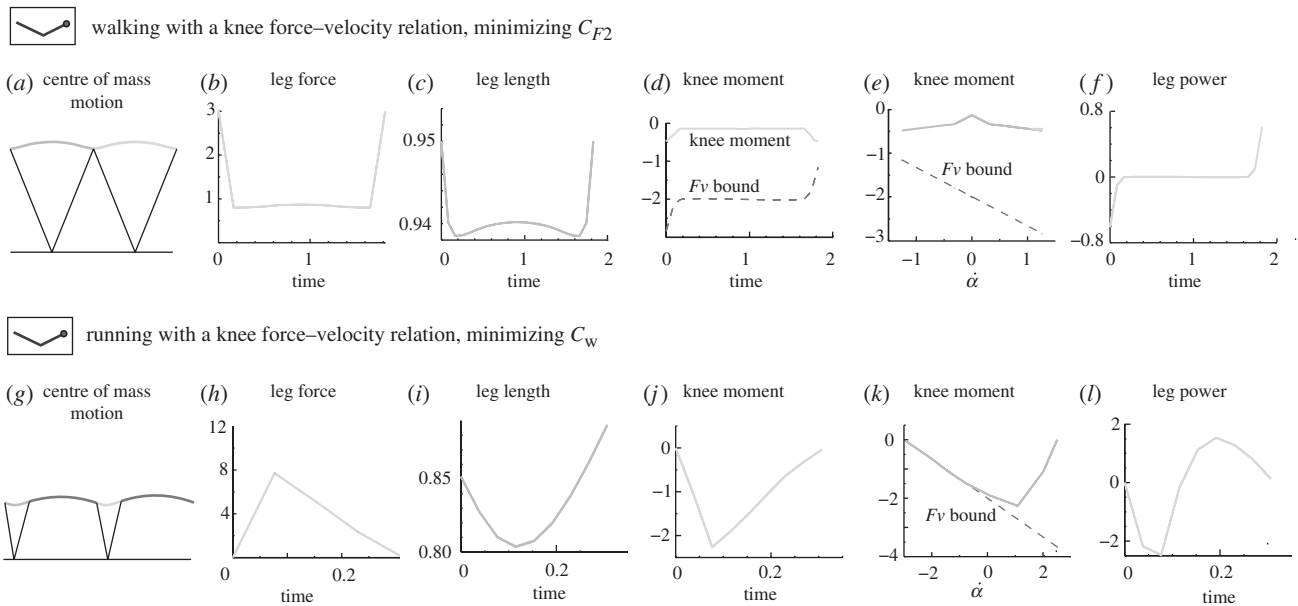 walking with a knee force–velocity relation, minimizing C_F2
(a) centre of mass motion
(b) leg force
(c) leg length
(d) knee moment
(e) knee moment
(f) leg power
3
2
1
0
1
time
0.95
0.94
0
1
2
time
0
−1
−2
−3
knee moment
Fv bound
0
1
2
time
−0
−1
−2
−3
Fv bound
−1
0
1
α̇
0.8
0
−0.8
0
1
2
time
running with a knee force–velocity relation, minimizing C_w
(g) centre of mass motion
(h) leg force
(i) leg length
(j) knee moment
(k) knee moment
(l) leg power
12
8
4
0
0.2
time
0.85
0.80
0
0.2
time
0
−1
−2
0
0.2
time
0
−2
−4
Fv bound
−2
0
2
α̇
2
0
−2
0
0.2
time